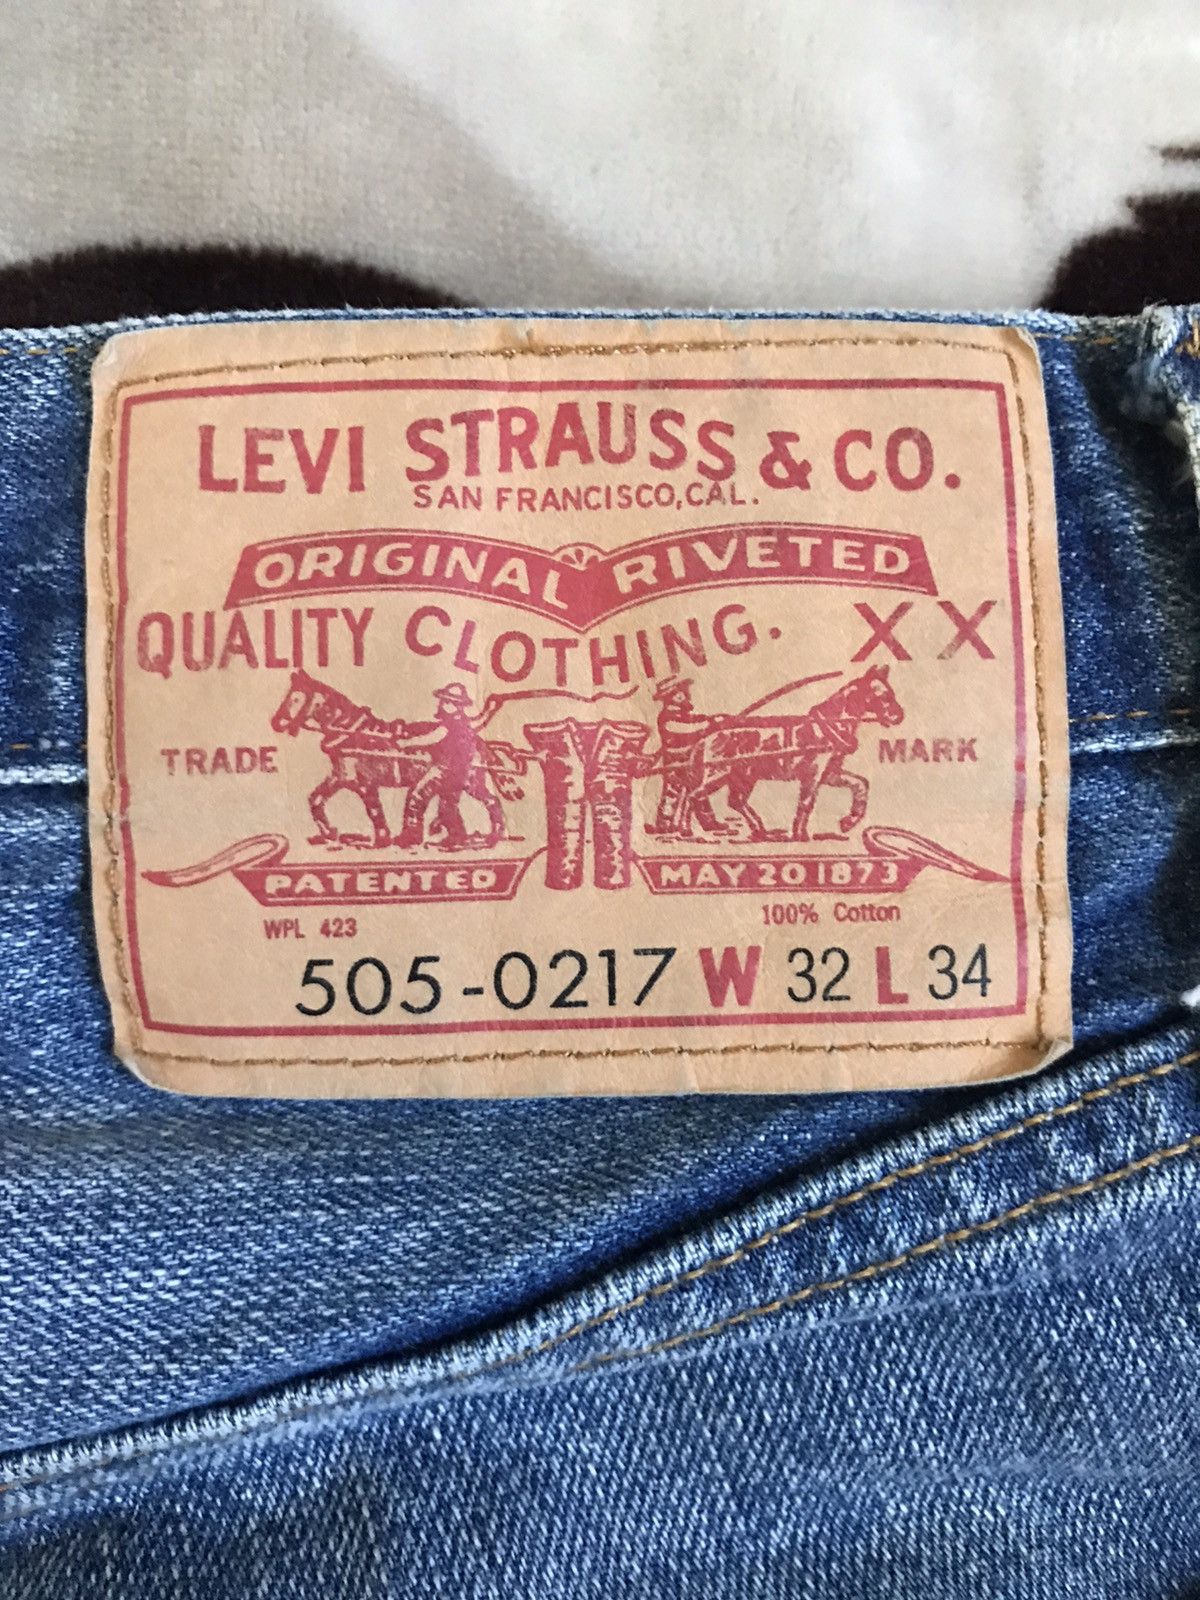 LEVI STRAUSS & CO.
SAN FRANCISCO, CAL.
ORIGINAL RIVETED
QUALITY CLOTHING. XX
TRADE MARK
PATENTED MAY 20 1873
WPL 423 100% Cotton
505-0217 W 32 L 34